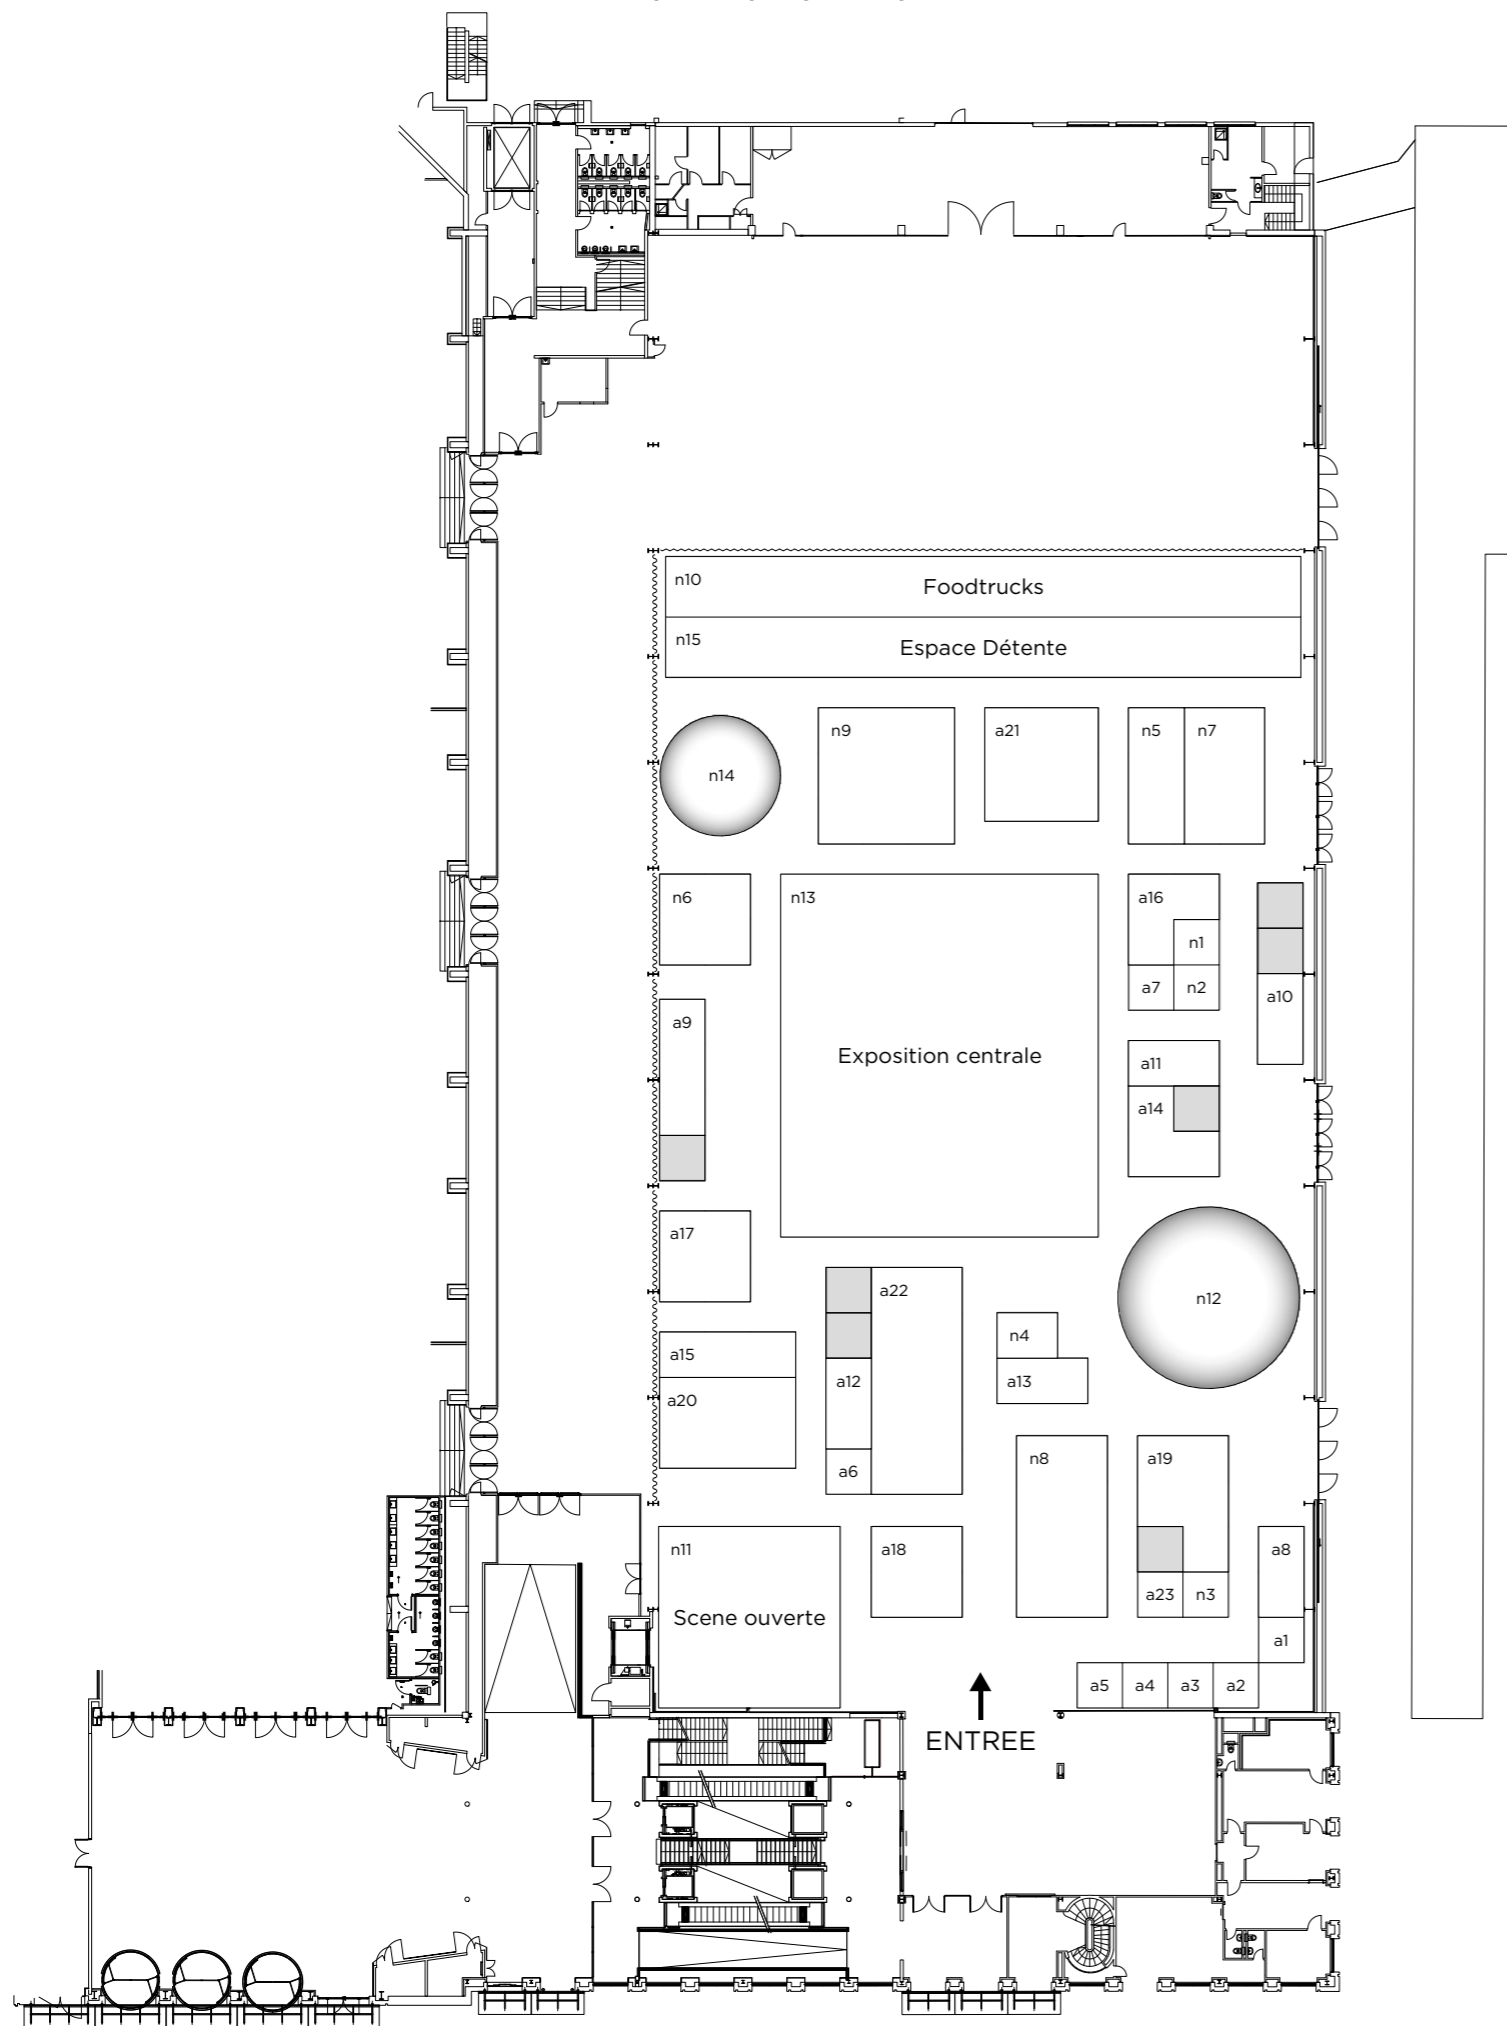 n10
Foodtrucks
n15
Espace Détente
n9
a21
n5
n7
n14
n6
n13
a16
n1
a7
n2
a10
a9
Exposition centrale
a11
a14
a17
a22
n12
n4
a15
a13
a12
a20
a6
n8
a19
n11
a18
a8
a23
n3
Scene ouverte
a1
a5
a4
a3
a2
ENTREE